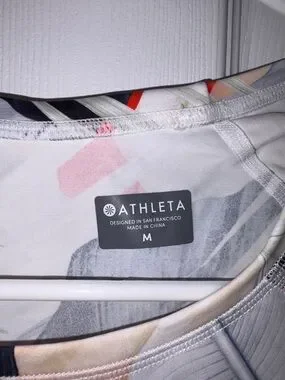 ATHLETA
DESIGNED IN SAN FRANCISCO
MADE IN CHINA
M